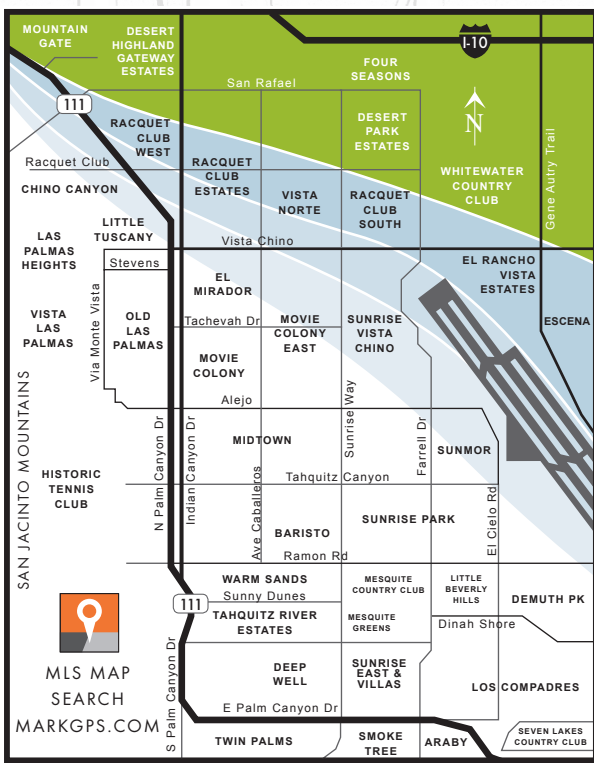 MOUNTAIN
GATE
DESERT
HIGHLAND
GATEWAY
ESTATES
I-10
FOUR
SEASONS
San Rafael
111
N
DESERT
PARK
ESTATES
RACQUET
CLUB
WEST
Gene Autry Trail
Racquet Club
RACQUET
CLUB
ESTATES
WHITEWATER
COUNTRY
CLUB
CHINO CANYON
VISTA
NORTE
RACQUET
CLUB
SOUTH
LITTLE
TUSCANY
LAS
PALMAS
HEIGHTS
Vista Chino
Stevens
EL RANCHO
VISTA
ESTATES
EL
MIRADOR
Via Monte Vista
VISTA
LAS
PALMAS
OLD
LAS
PALMAS
Tachevah Dr
MOVIE
COLONY
EAST
SUNRISE
VISTA
CHINO
ESCENA
MOVIE
COLONY
SAN JACINTO MOUNTAINS
Alejo
N Palm Canyon Dr
Indian Canyon Dr
MIDTOWN
Sunrise Way
Farrell Dr
SUNMOR
HISTORIC
TENNIS
CLUB
Tahquitz Canyon
Ave Caballeros
El Cielo Rd
SUNRISE PARK
BARISTO
Ramon Rd
WARM SANDS
MESQUITE
COUNTRY CLUB
LITTLE
BEVERLY
HILLS
Sunny Dunes
111
DEMUTH PK
TAHQUITZ RIVER
ESTATES
MESQUITE
GREENS
Dinah Shore
MLS MAP
SEARCH
MARKGPS.COM
S Palm Canyon Dr
DEEP
WELL
SUNRISE
EAST &
VILLAS
LOS COMPADRES
E Palm Canyon Dr
TWIN PALMS
SMOKE
TREE
ARABY
SEVEN LAKES
COUNTRY CLUB